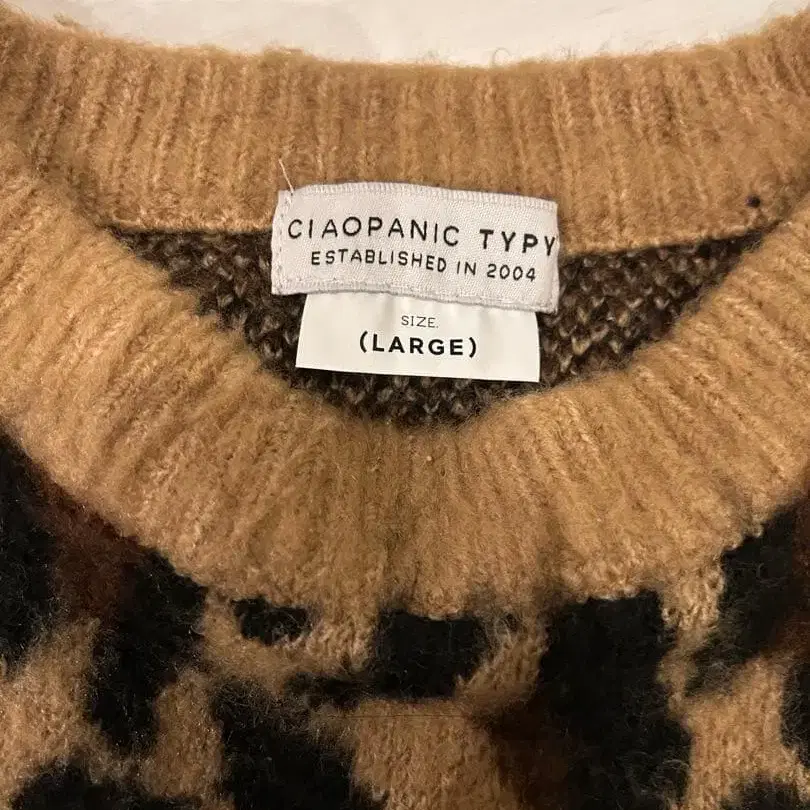 CIAOPANIC TYPY
ESTABLISHED IN 2004
SIZE.
(LARGE)